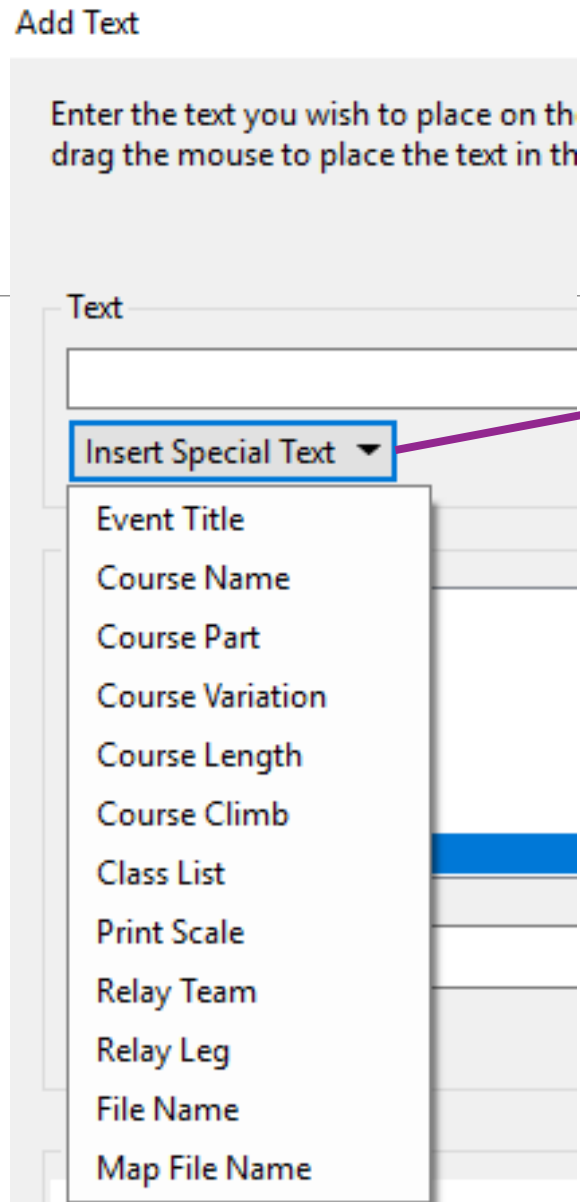 Add Text
Enter the text you wish to place on the
drag the mouse to place the text in th
Text
Insert Special Text
Event Title
Course Name
Course Part
Course Variation
Course Length
Course Climb
Class List
Print Scale
Relay Team
Relay Leg
File Name
Map File Name